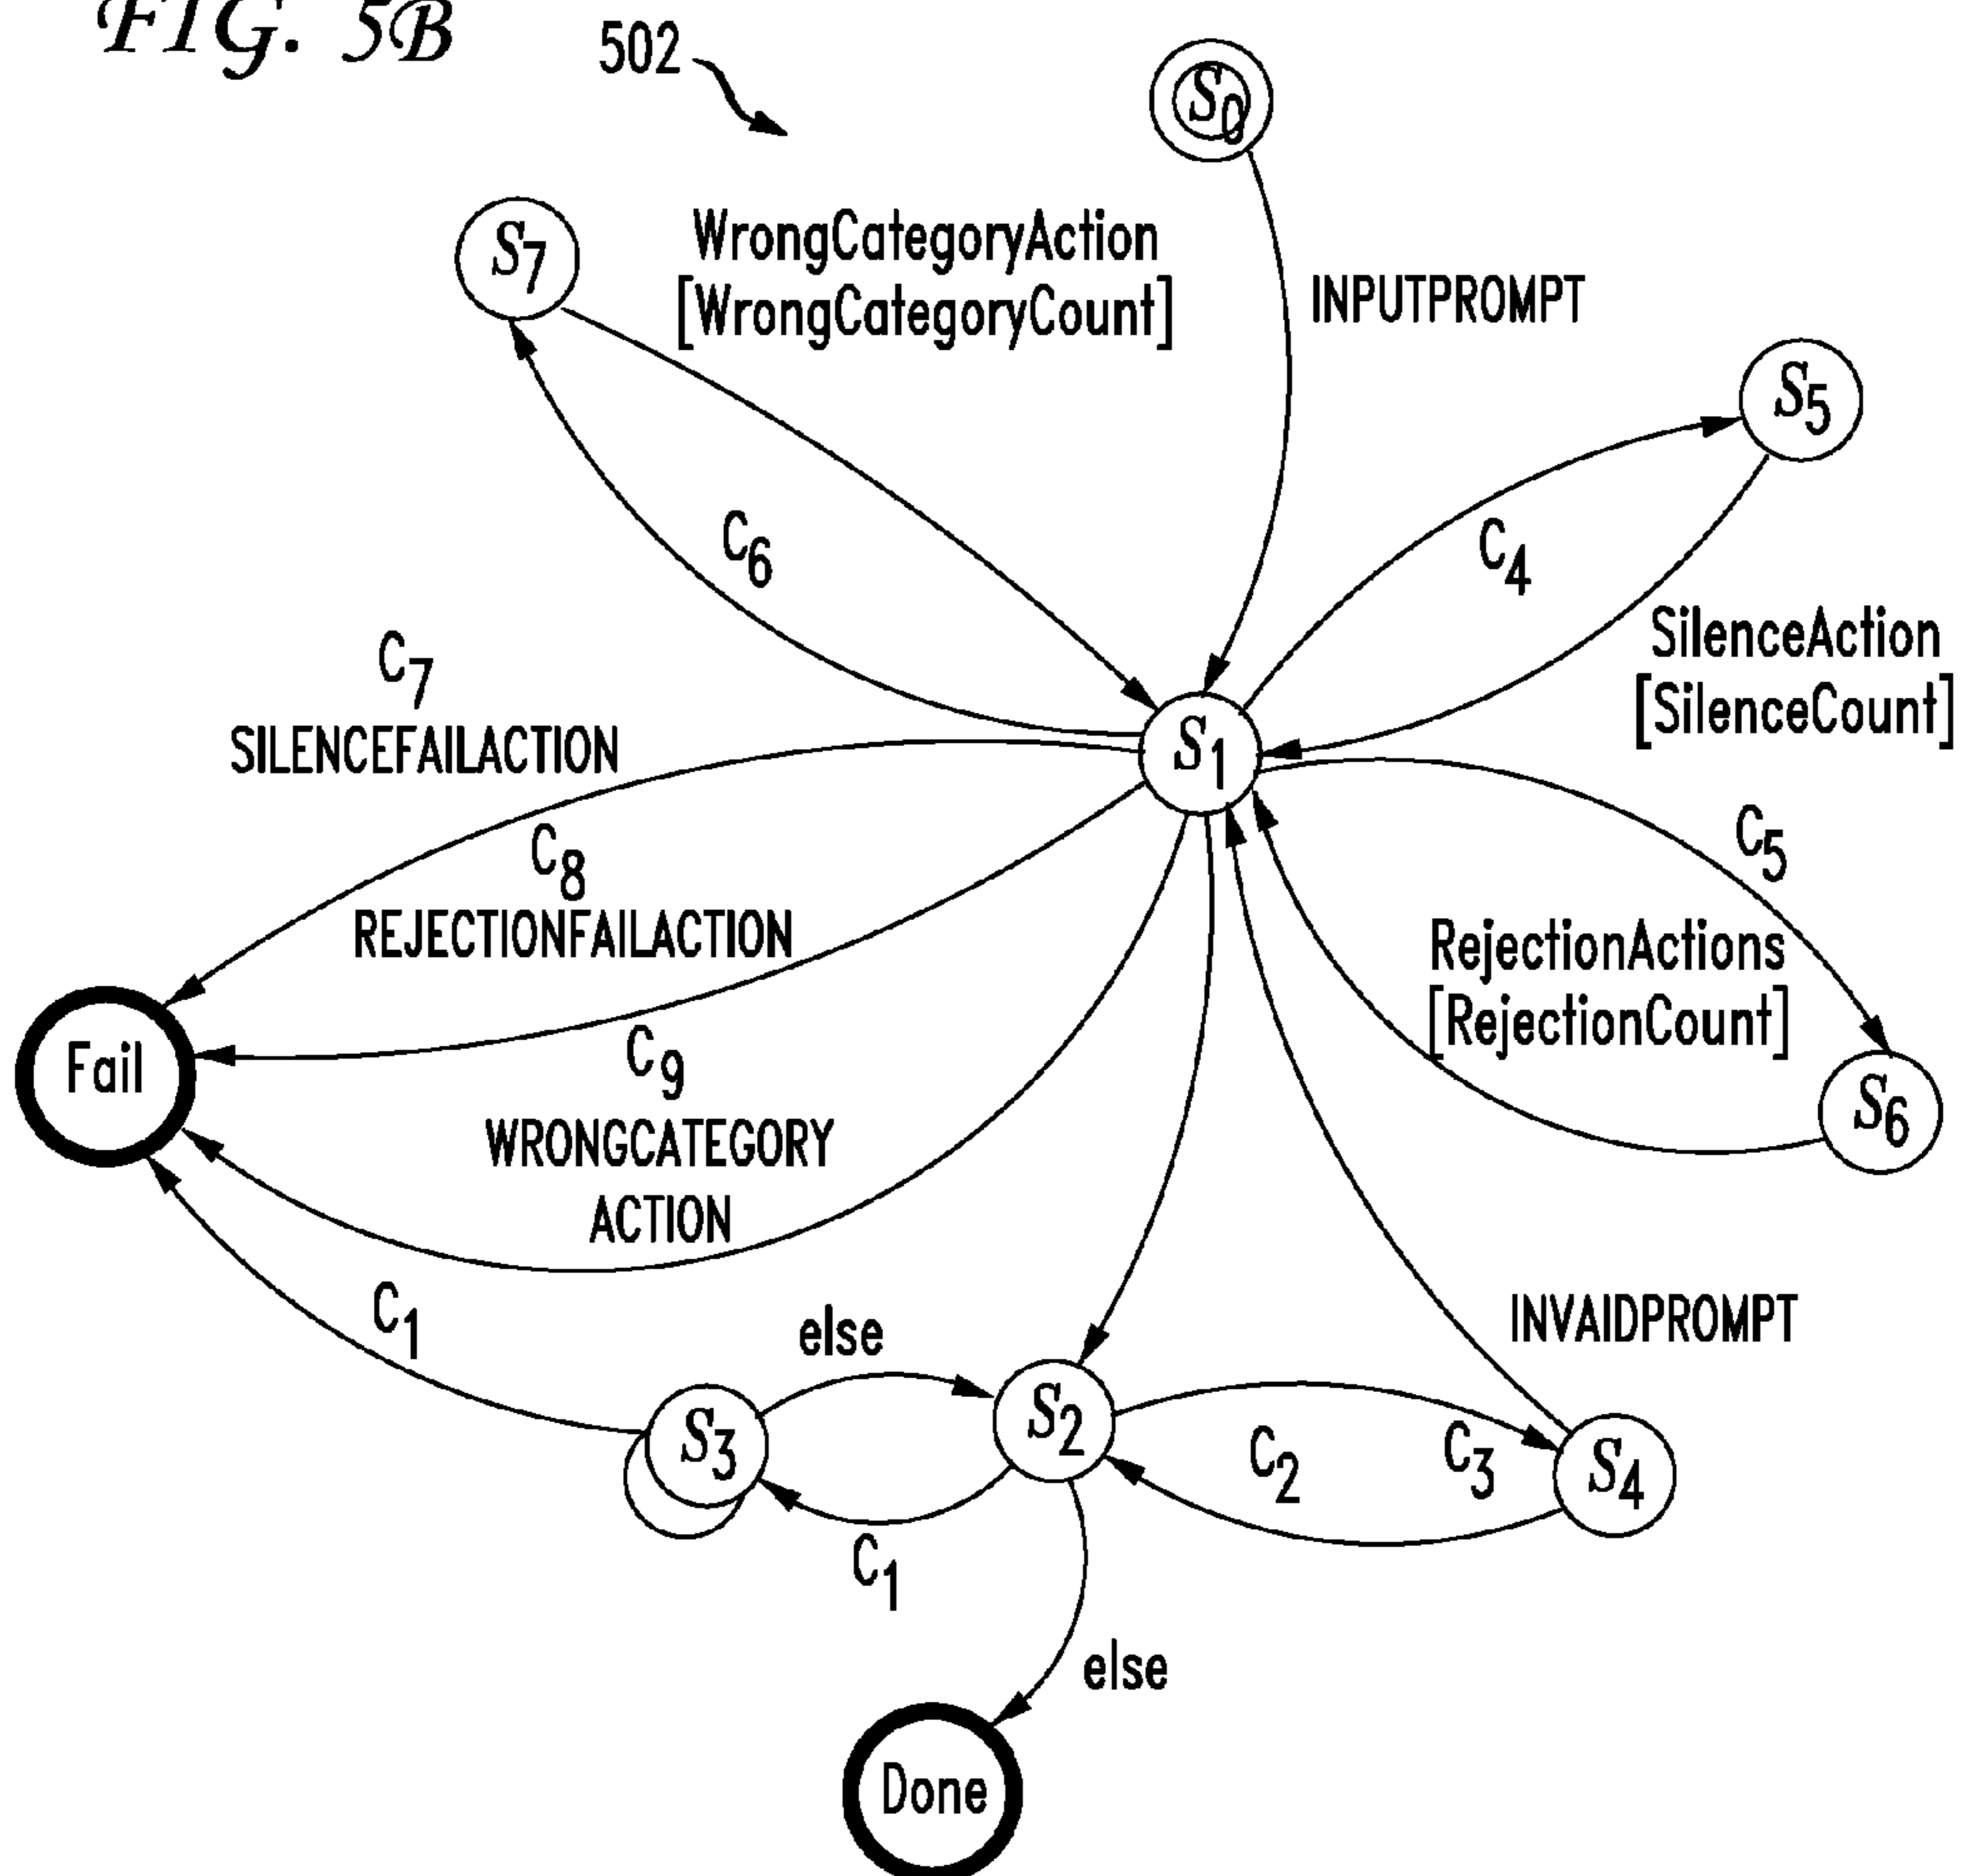 FIG. 5B
502
S0
S7
WrongCategoryAction
[WrongCategoryCount]
INPUTPROMPT
S5
C6
C4
SilenceAction
[SilenceCount]
C7
SILENCEFAILACTION
S1
C8
REJECTIONFAILACTION
C5
RejectionActions
[RejectionCount]
Fail
C9
WRONGCATEGORY
ACTION
S6
C1
else
INVAIDPROMPT
S3
S2
C2
C3
S4
C1
else
Done